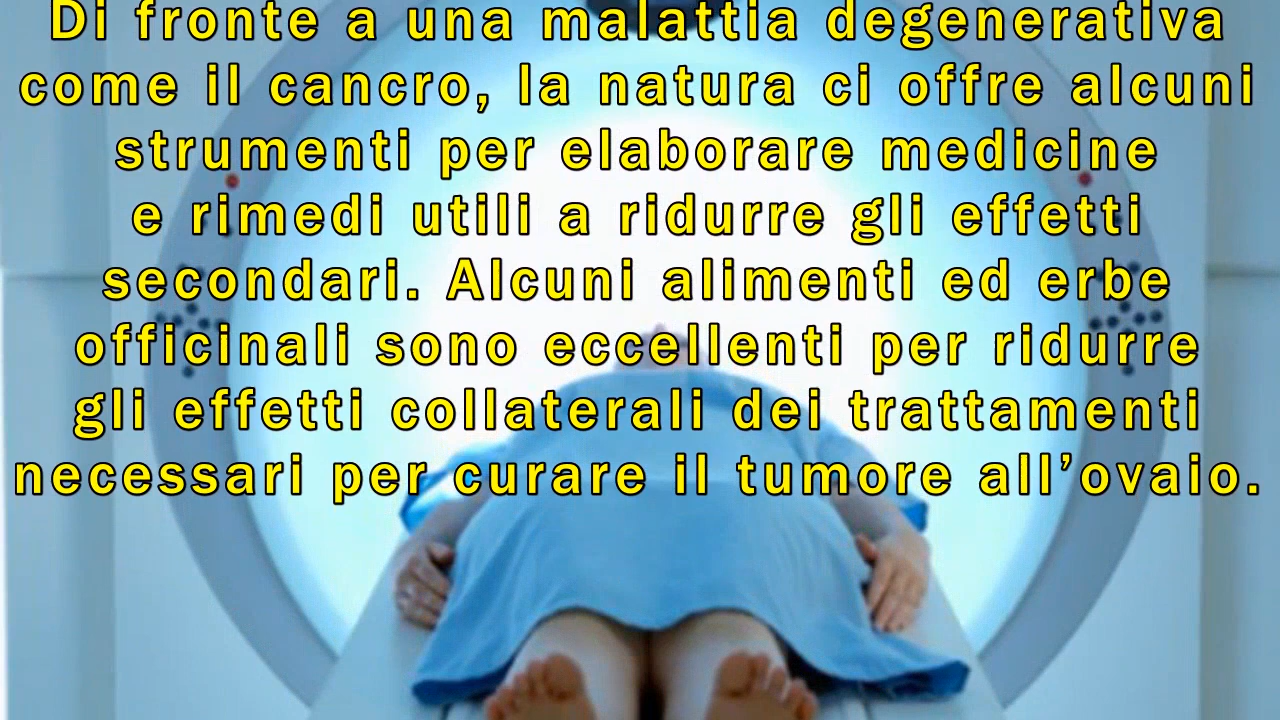 Di fronte a una malattia degenerativa
come il cancro, la natura ci offre alcuni
strumenti per elaborare medicine
e rimedi utili a ridurre gli effetti
secondari. Alcuni alimenti ed erbe
officinali sono eccellenti per ridurre
gli effetti collaterali dei trattamenti
necessari per curare il tumore all’ovaio.